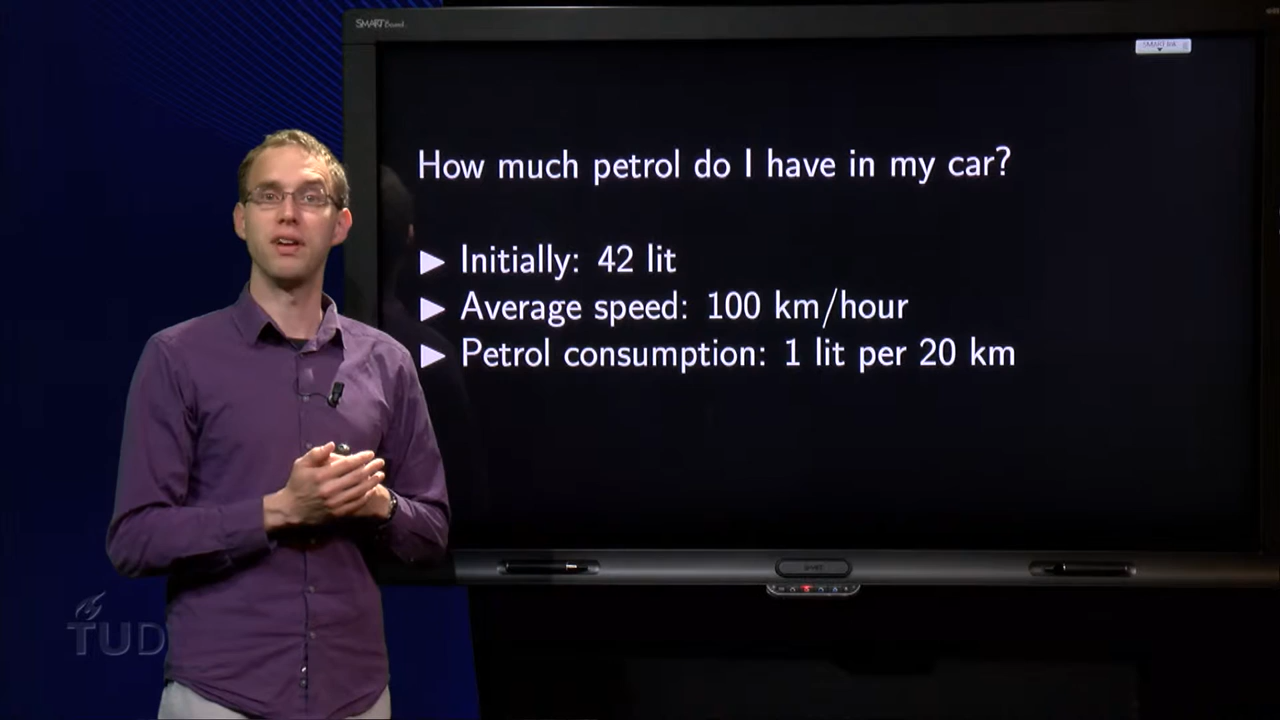 SMART Board
How much petrol do I have in my car?
► Initially: 42 lit
► Average speed: 100 km/hour
► Petrol consumption: 1 lit per 20 km
SMART
TUD